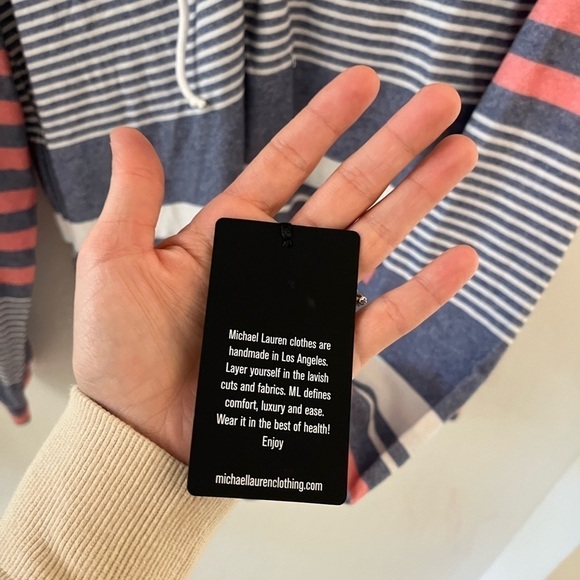 Michael Lauren clothes are
handmade in Los Angeles.
Layer yourself in the lavish
cuts and fabrics. ML defines
comfort, luxury and ease.
Wear it in the best of health!
Enjoy
michaellaurenclothing.com